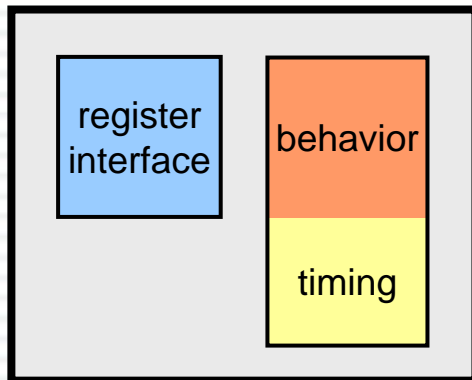 register
interface
behavior
timing